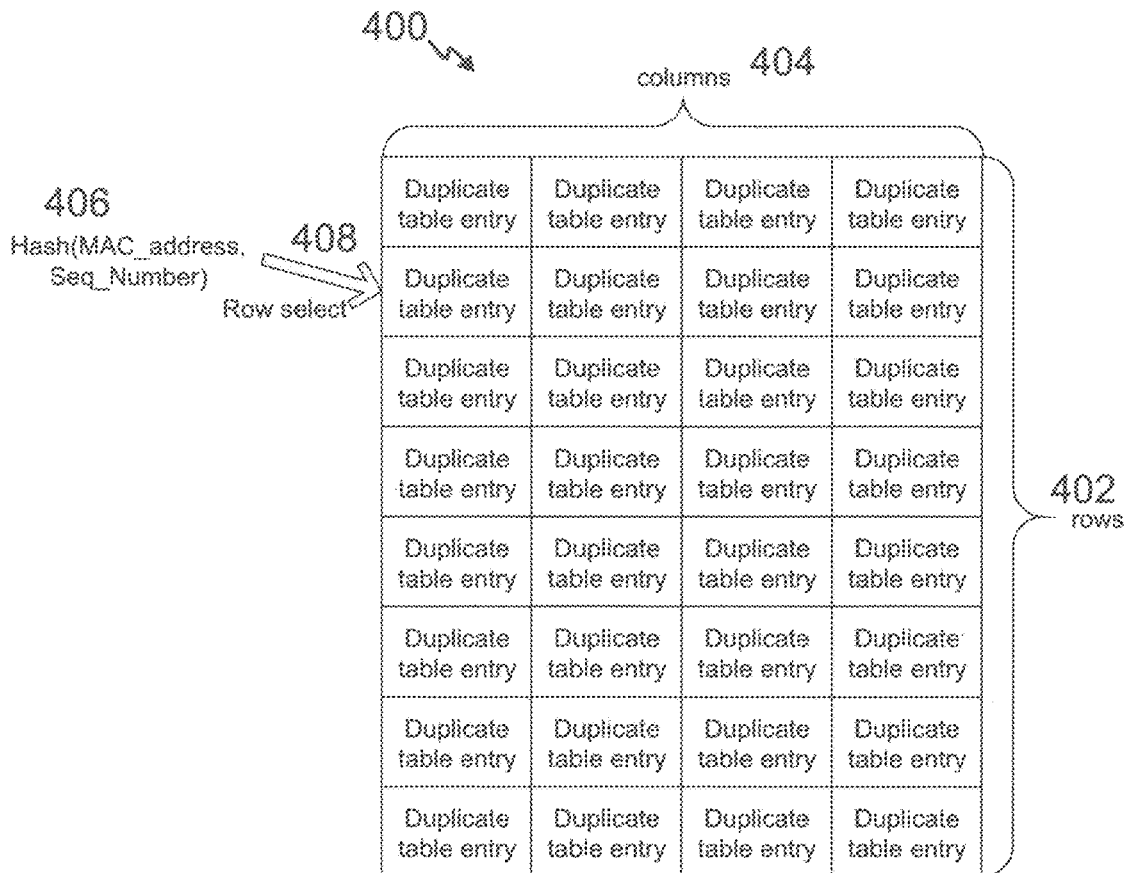 400
columns 404
Duplicate Duplicate Duplicate Duplicate
table entry table entry table entry table entry
406
Hash(MAC_address,
Seq_Number)
408
Row select
Duplicate Duplicate Duplicate Duplicate
table entry table entry table entry table entry
Duplicate Duplicate Duplicate Duplicate
table entry table entry table entry table entry
Duplicate Duplicate Duplicate Duplicate
table entry table entry table entry table entry
402
rows
Duplicate Duplicate Duplicate Duplicate
table entry table entry table entry table entry
Duplicate Duplicate Duplicate Duplicate
table entry table entry table entry table entry
Duplicate Duplicate Duplicate Duplicate
table entry table entry table entry table entry
Duplicate Duplicate Duplicate Duplicate
table entry table entry table entry table entry